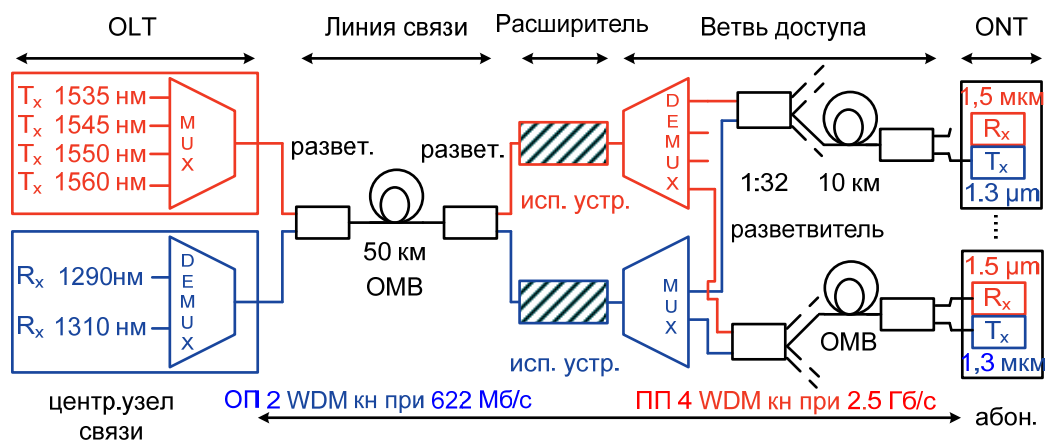 OLT
Линия связи
Расширитель
Ветвь доступа
ONT
Tx 1535 нм
Tx 1545 нм
Tx 1550 нм
Tx 1560 нм
MUX
развет.
развет.
исп. устр.
DEMUX
1:32
10 км
1,5 мкм
Rx
Tx
1.3 µm
Rx 1290нм
Rx 1310 нм
DEMUX
50 км
ОМВ
исп. устр.
MUX
разветвитель
ОМВ
1.5 µm
Rx
Tx
1,3 мкм
центр.узел
связи
ОП 2 WDM кн при 622 Мб/с
ПП 4 WDM кн при 2.5 Гб/с
абон.